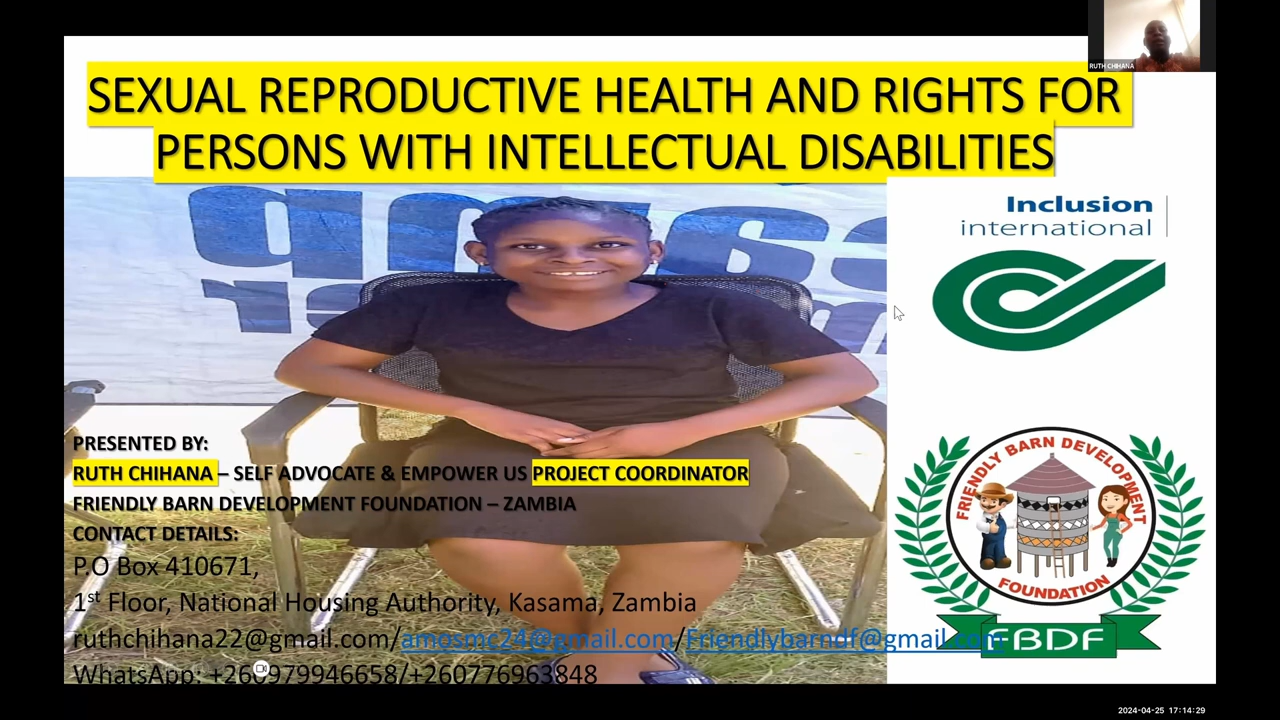 RUTH CHIHANA
SEXUAL REPRODUCTIVE HEALTH AND RIGHTS FOR
PERSONS WITH INTELLECTUAL DISABILITIES
Inclusion
international
PRESENTED BY:
RUTH CHIHANA – SELF ADVOCATE & EMPOWER US PROJECT COORDINATOR
FRIENDLY BARN DEVELOPMENT FOUNDATION – ZAMBIA
CONTACT DETAILS:
P.O Box 410671,
1st Floor, National Housing Authority, Kasama, Zambia
ruthchihana22@gmail.com/amosmc24@gmail.com/Friendlybarndf@gmail.com
WhatsApp: +260979946658/+260776963848
FRIENDLY BARN DEVELOPMENT
FOUNDATION
FBDF
2024-04-25 17:14:29